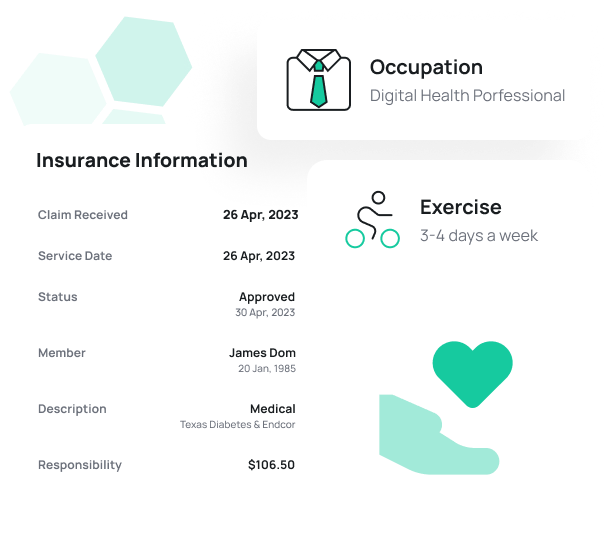 Occupation
Digital Health Porfessional
Insurance Information
Claim Received 26 Apr, 2023
Service Date 26 Apr, 2023
Status Approved
30 Apr, 2023
Member James Dom
20 Jan, 1985
Description Medical
Texas Diabetes & Endcor
Responsibility $106.50
Exercise
3-4 days a week